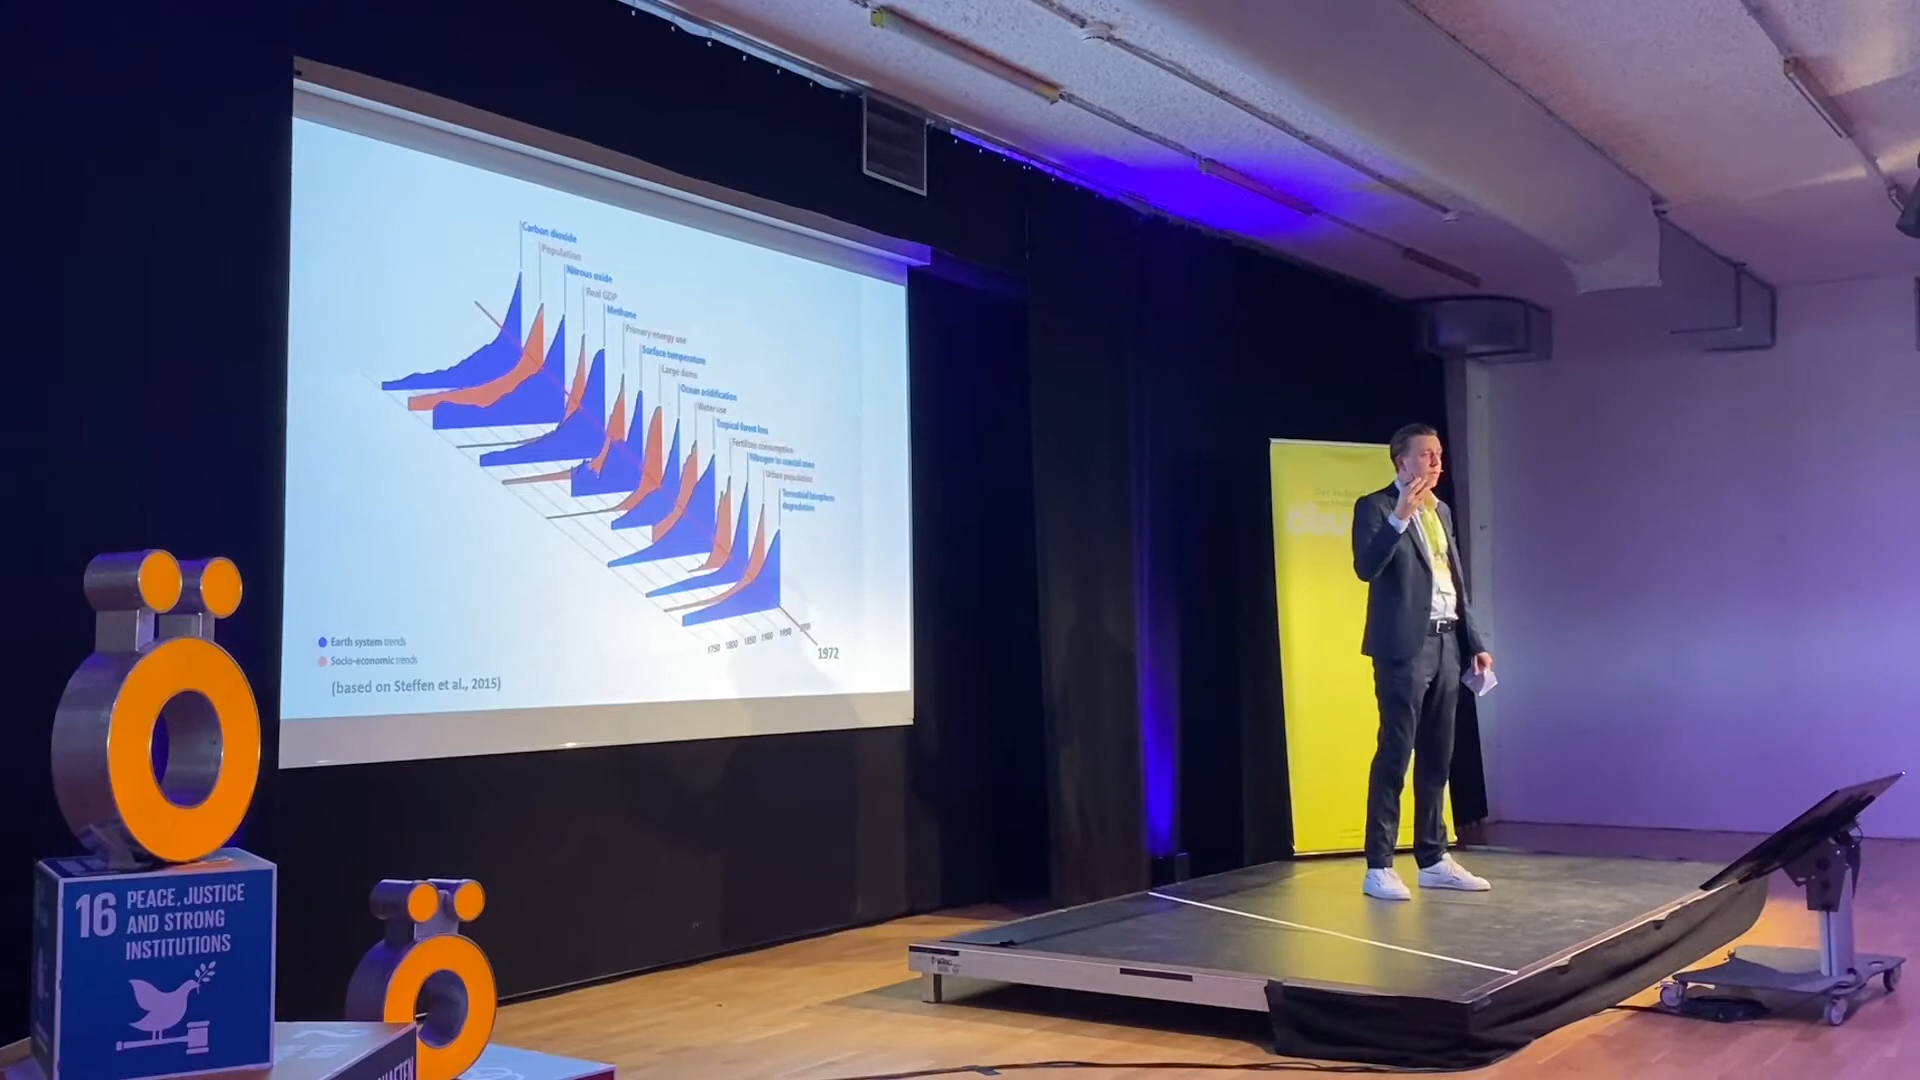 Carbon dioxide
Population
Nitrous oxide
Real GDP
Methane
Primary energy use
Surface temperature
Large dams
Ocean acidification
Water use
Tropical forest loss
Fertilizer consumption
Nitrogen to coastal zone
Urban population
Terrestrial biosphere
degradation
1750 1800 1850 1900 1950 2010
1972
Earth system trends
Socio-economic trends
(based on Steffen et al., 2015)
16 PEACE, JUSTICE
AND STRONG
INSTITUTIONS